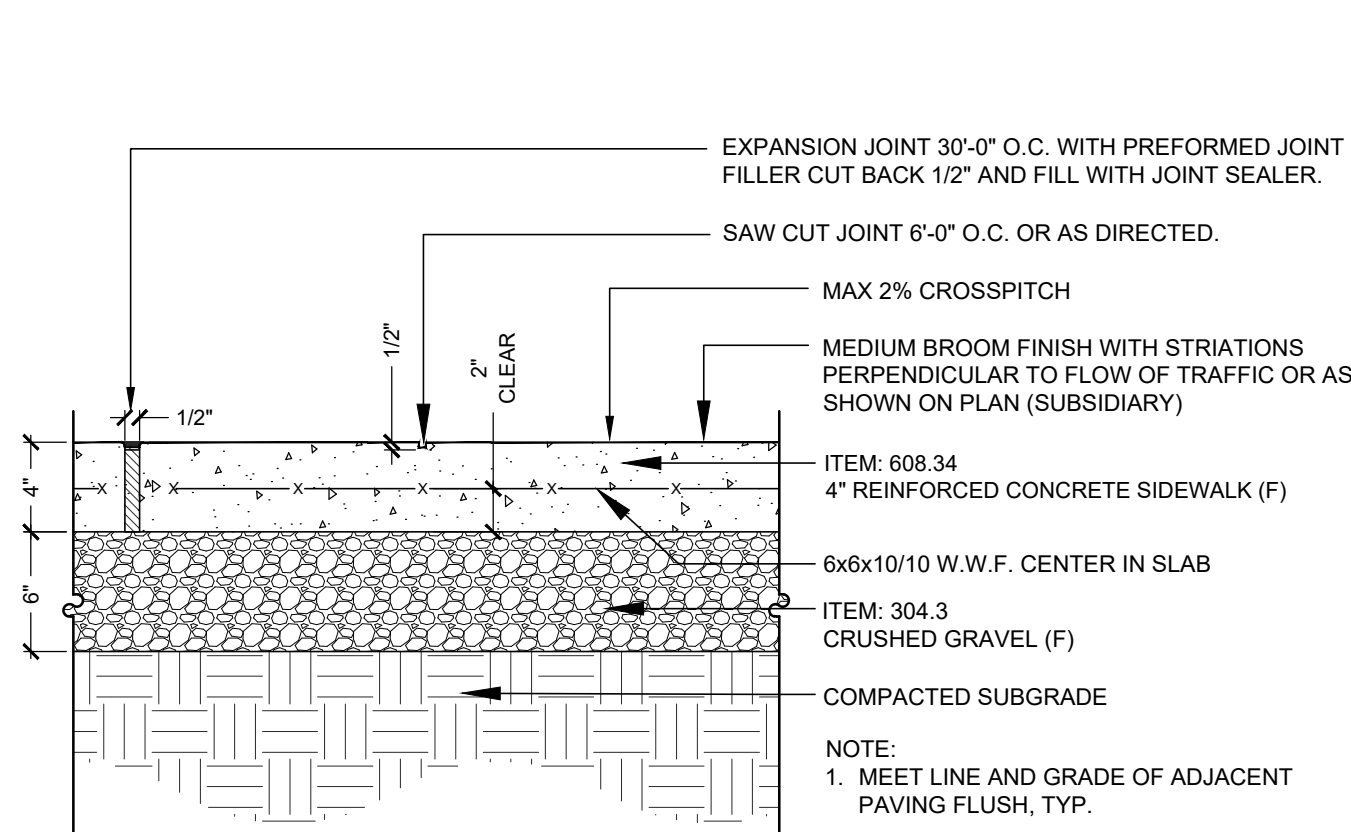 EXPANSION JOINT 30'-0" O.C. WITH PREFORMED JOINT
FILLER CUT BACK 1/2" AND FILL WITH JOINT SEALER.
SAW CUT JOINT 6'-0" O.C. OR AS DIRECTED.
MAX 2% CROSSPITCH
MEDIUM BROOM FINISH WITH STRIATIONS
PERPENDICULAR TO FLOW OF TRAFFIC OR AS
SHOWN ON PLAN (SUBSIDIARY)
1/2"
1/2"
2"
CLEAR
4"
X X X X X X
ITEM: 608.34
4" REINFORCED CONCRETE SIDEWALK (F)
6x6x10/10 W.W.F. CENTER IN SLAB
6"
ITEM: 304.3
CRUSHED GRAVEL (F)
COMPACTED SUBGRADE
NOTE:
1. MEET LINE AND GRADE OF ADJACENT
PAVING FLUSH, TYP.